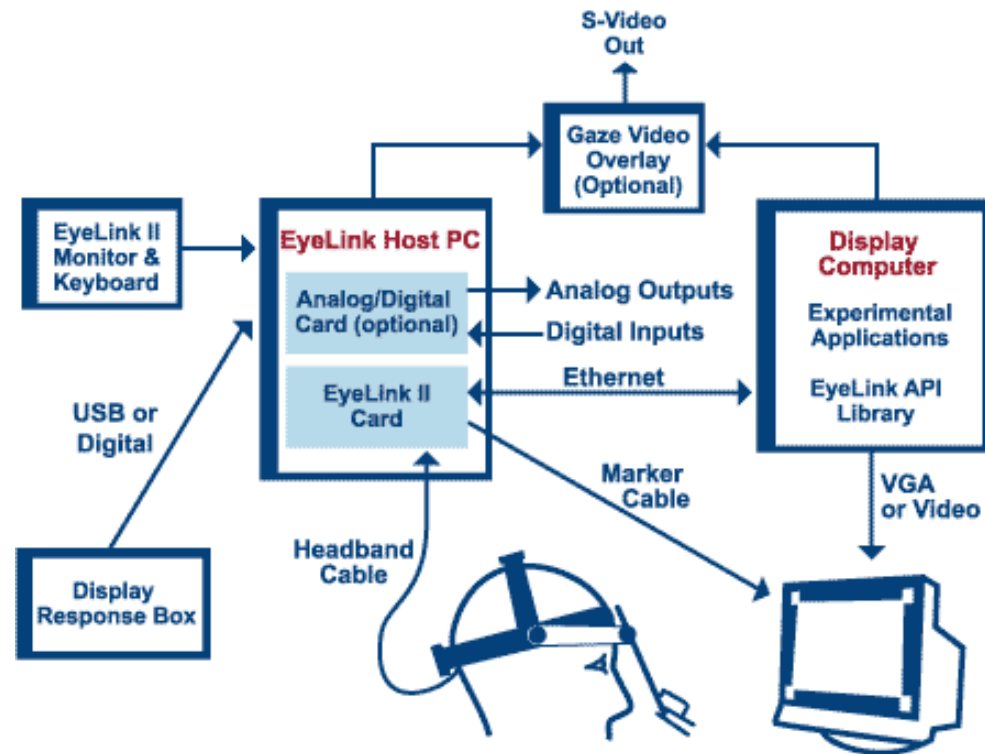 S-Video
Out
Gaze Video
Overlay
(Optional)
EyeLink II
Monitor &
Keyboard
EyeLink Host PC
Analog/Digital
Card (optional)
Analog Outputs
Digital Inputs
EyeLink II
Card
Ethernet
Display
Computer
Experimental
Applications
EyeLink API
Library
USB or
Digital
Marker
Cable
VGA
or Video
Headband
Cable
Display
Response Box